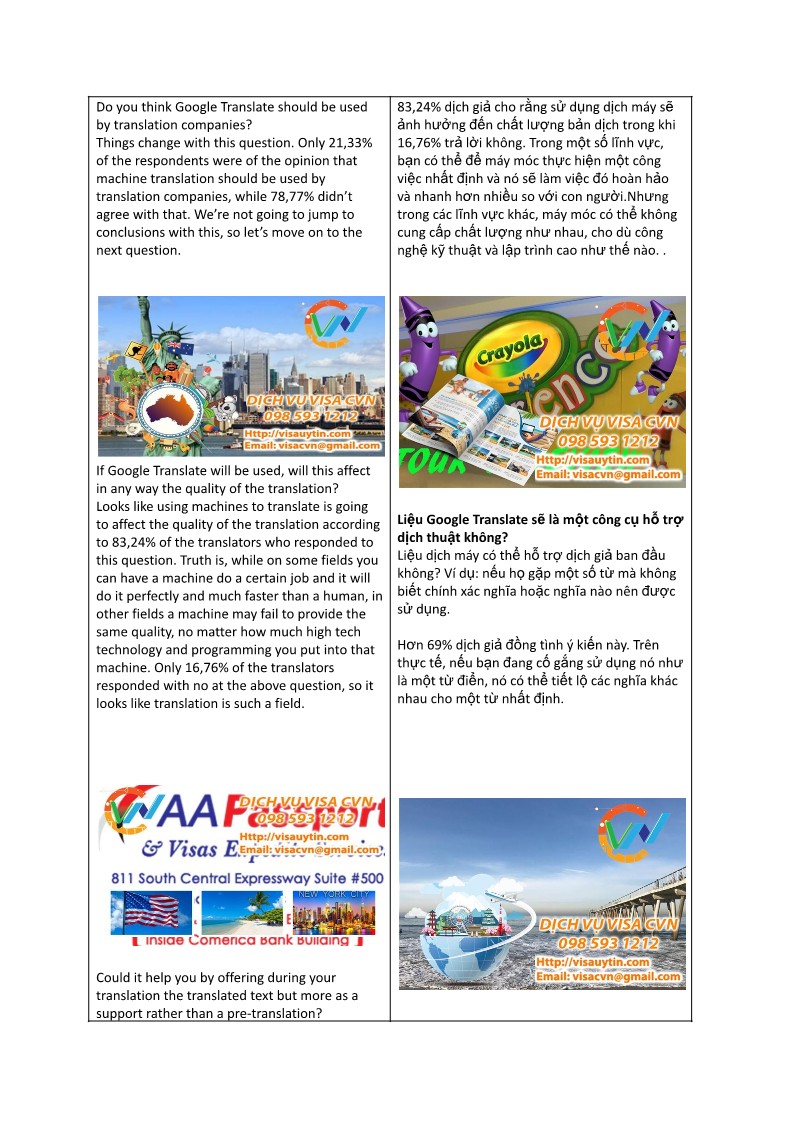 Do you think Google Translate should be used
by translation companies?
Things change with this question. Only 21,33%
of the respondents were of the opinion that
machine translation should be used by
translation companies, while 78,77% didn’t
agree with that. We’re not going to jump to
conclusions with this, so let’s move on to the
next question.
DỊCH VỤ VISA CVN
098 593 1212
Http://visauytin.com
Email: visacvn@gmail.com
If Google Translate will be used, will this affect
in any way the quality of the translation?
Looks like using machines to translate is going
to affect the quality of the translation according
to 83,24% of the translators who responded to
this question. Truth is, while on some fields you
can have a machine do a certain job and it will
do it perfectly and much faster than a human, in
other fields a machine may fail to provide the
same quality, no matter how much high tech
technology and programming you put into that
machine. Only 16,76% of the translators
responded with no at the above question, so it
looks like translation is such a field.
AA Passport
DỊCH VỤ VISA CVN
098 593 1212
Http://visauytin.com
Email: visacvn@gmail.com
& Visas
811 South Central Expressway Suite #500
NEW YORK CITY
Inside Comerica Bank Building
Could it help you by offering during your
translation the translated text but more as a
support rather than a pre-translation?
83,24% dịch giả cho rằng sử dụng dịch máy sẽ
ảnh hưởng đến chất lượng bản dịch trong khi
16,76% trả lời không. Trong một số lĩnh vực,
bạn có thể để máy móc thực hiện một công
việc nhất định và nó sẽ làm việc đó hoàn hảo
và nhanh hơn nhiều so với con người.Nhưng
trong các lĩnh vực khác, máy móc có thể không
cung cấp chất lượng như nhau, cho dù công
nghệ kỹ thuật và lập trình cao như thế nào. .
Crayola
TOUR
DỊCH VỤ VISA CVN
098 593 1212
Http://visauytin.com
Email: visacvn@gmail.com
Liệu Google Translate sẽ là một công cụ hỗ trợ
dịch thuật không?
Liệu dịch máy có thể hỗ trợ dịch giả ban đầu
không? Ví dụ: nếu họ gặp một số từ mà không
biết chính xác nghĩa hoặc nghĩa nào nên được
sử dụng.
Hơn 69% dịch giả đồng tình ý kiến này. Trên
thực tế, nếu bạn đang cố gắng sử dụng nó như
là một từ điển, nó có thể tiết lộ các nghĩa khác
nhau cho một từ nhất định.
DỊCH VỤ VISA CVN
098 593 1212
Http://visauytin.com
Email: visacvn@gmail.com